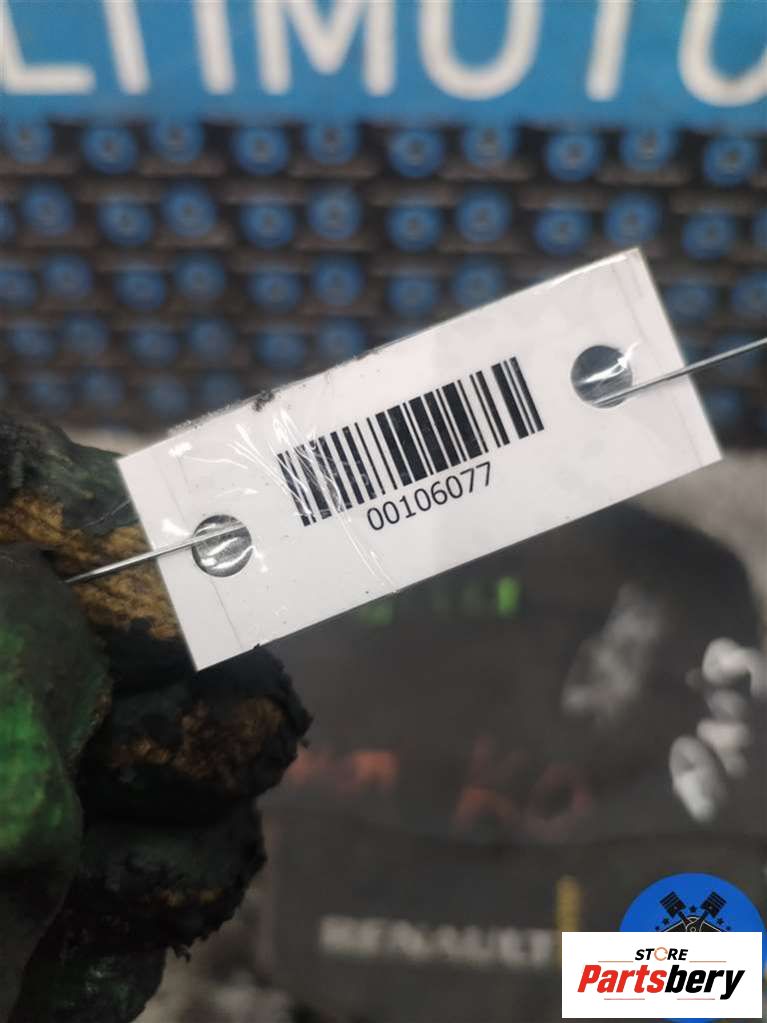 LTIMOTO
00106077
RENAULT
STORE
Partsbery